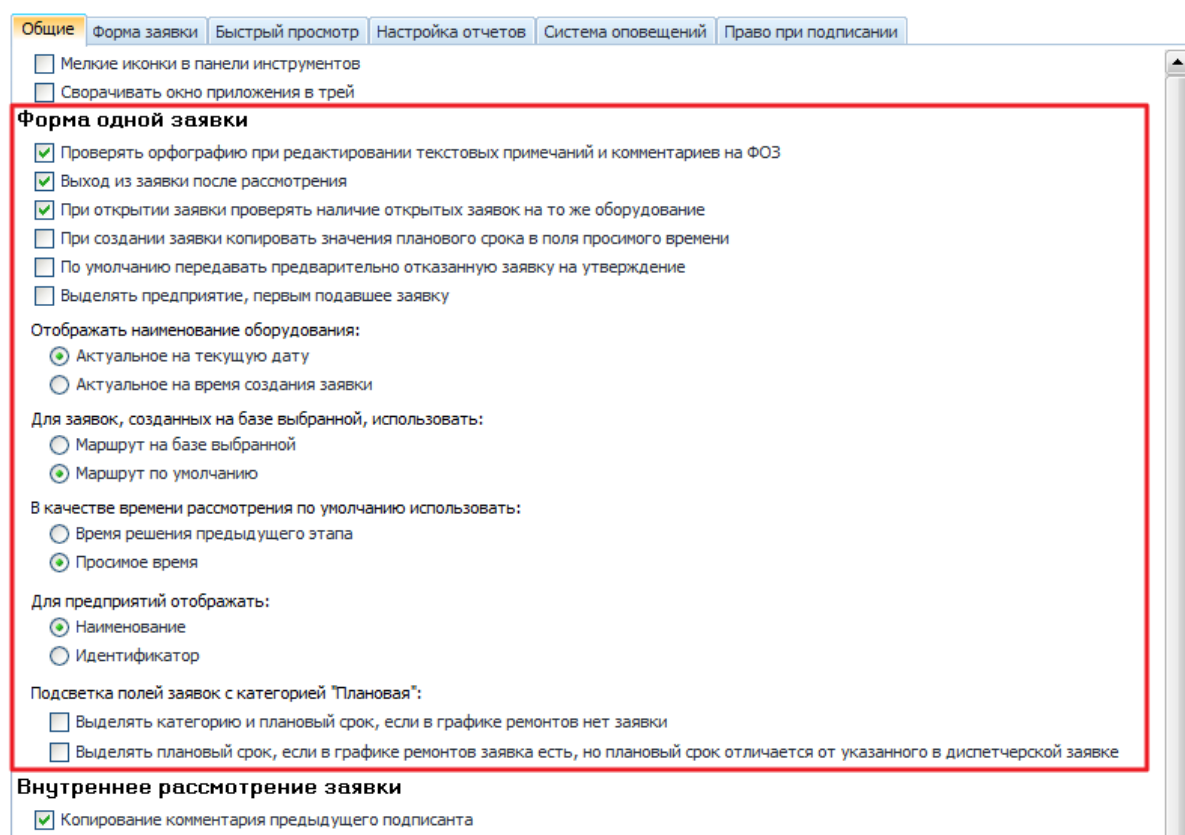 Общие Форма заявки Быстрый просмотр Настройка отчетов Система оповещений Право при подписании
Мелкие иконки в панели инструментов
Сворачивать окно приложения в трей
Форма одной заявки
Проверять орфографию при редактировании текстовых примечаний и комментариев на ФОЗ
Выход из заявки после рассмотрения
При открытии заявки проверять наличие открытых заявок на то же оборудование
При создании заявки копировать значения планового срока в поля просимого времени
По умолчанию передавать предварительно отказанную заявку на утверждение
Выделять предприятие, первым подавшее заявку
Отображать наименование оборудования:
Актуальное на текущую дату
Актуальное на время создания заявки
Для заявок, созданных на базе выбранной, использовать:
Маршрут на базе выбранной
Маршрут по умолчанию
В качестве времени рассмотрения по умолчанию использовать:
Время решения предыдущего этапа
Просимое время
Для предприятий отображать:
Наименование
Идентификатор
Подсветка полей заявок с категорией "Плановая":
Выделять категорию и плановый срок, если в графике ремонтов нет заявки
Выделять плановый срок, если в графике ремонтов заявка есть, но плановый срок отличается от указанного в диспетчерской заявке
Внутреннее рассмотрение заявки
Копирование комментария предыдущего подписанта